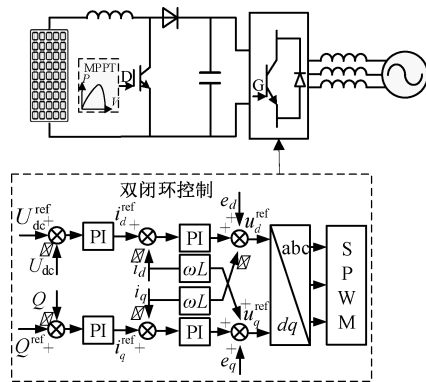 MPPT
P
V
D
G
双闭环控制
U_dc^ref + PI i_d^ref + PI + e_d + u_d^ref
U_dc i_d ωL abc S
Q i_q ωL P
W
Q^ref + PI i_q^ref + PI + + u_q^ref dq M
e_q +